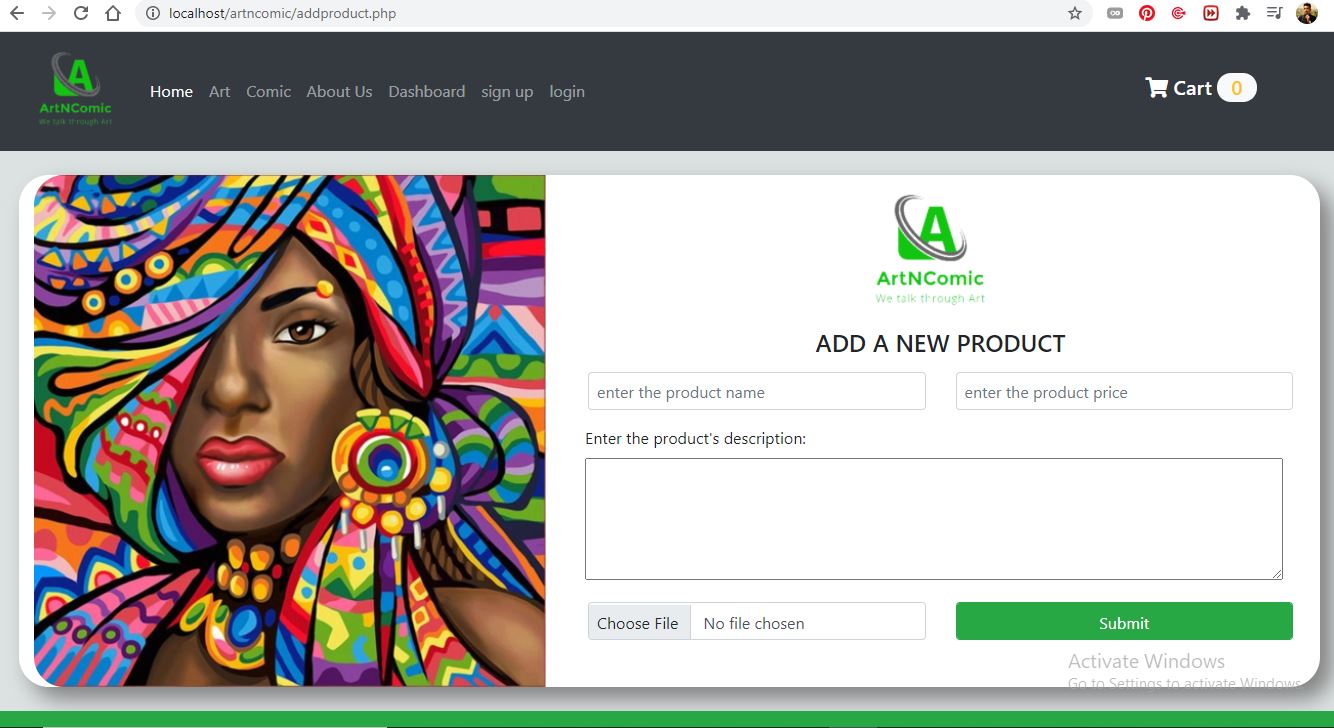 localhost/artncomic/addproduct.php
A
ArtNComic
We talk through Art
Home Art Comic About Us Dashboard sign up login
Cart 0
A
ArtNComic
We talk through Art
ADD A NEW PRODUCT
enter the product name enter the product price
Enter the product's description:
Choose File No file chosen Submit
Activate Windows
Go to Settings to activate Windows.